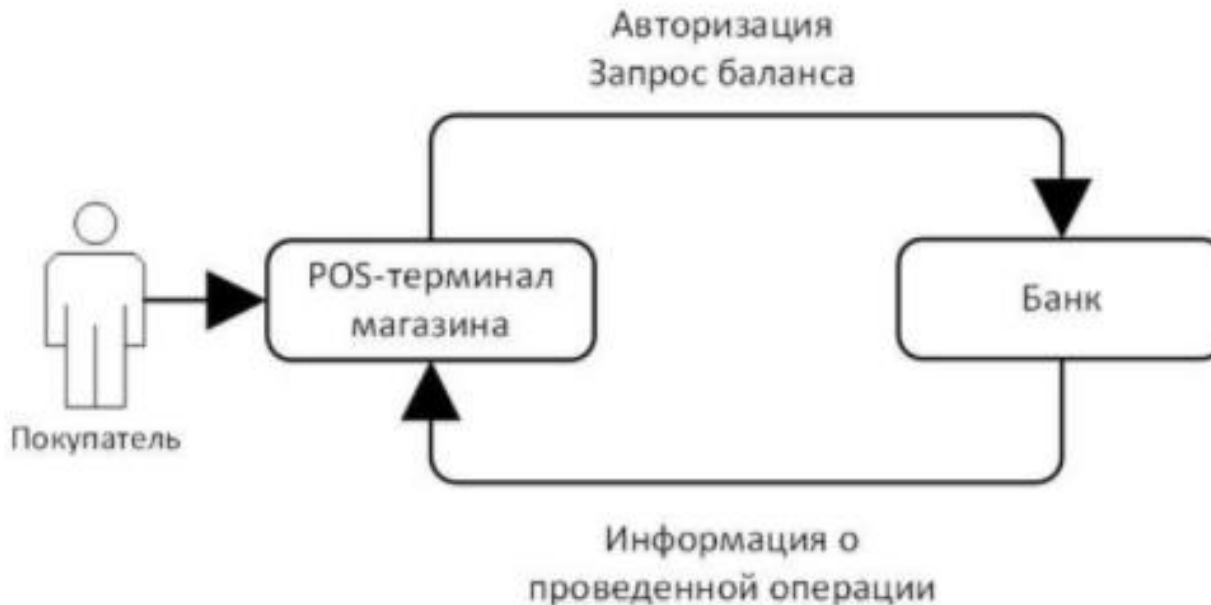 Авторизация
Запрос баланса
POS-терминал
магазина
Банк
Покупатель
Информация о
проведенной операции